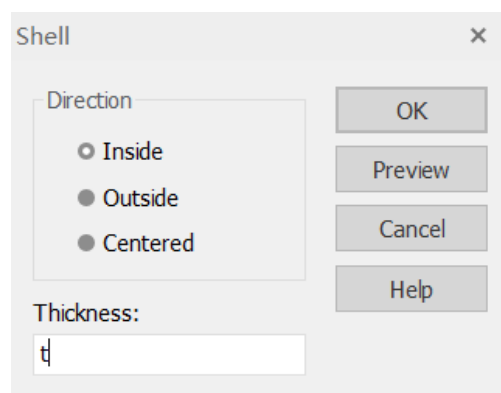 Shell
Direction
Inside
Outside
Centered
Thickness:
t
OK
Preview
Cancel
Help